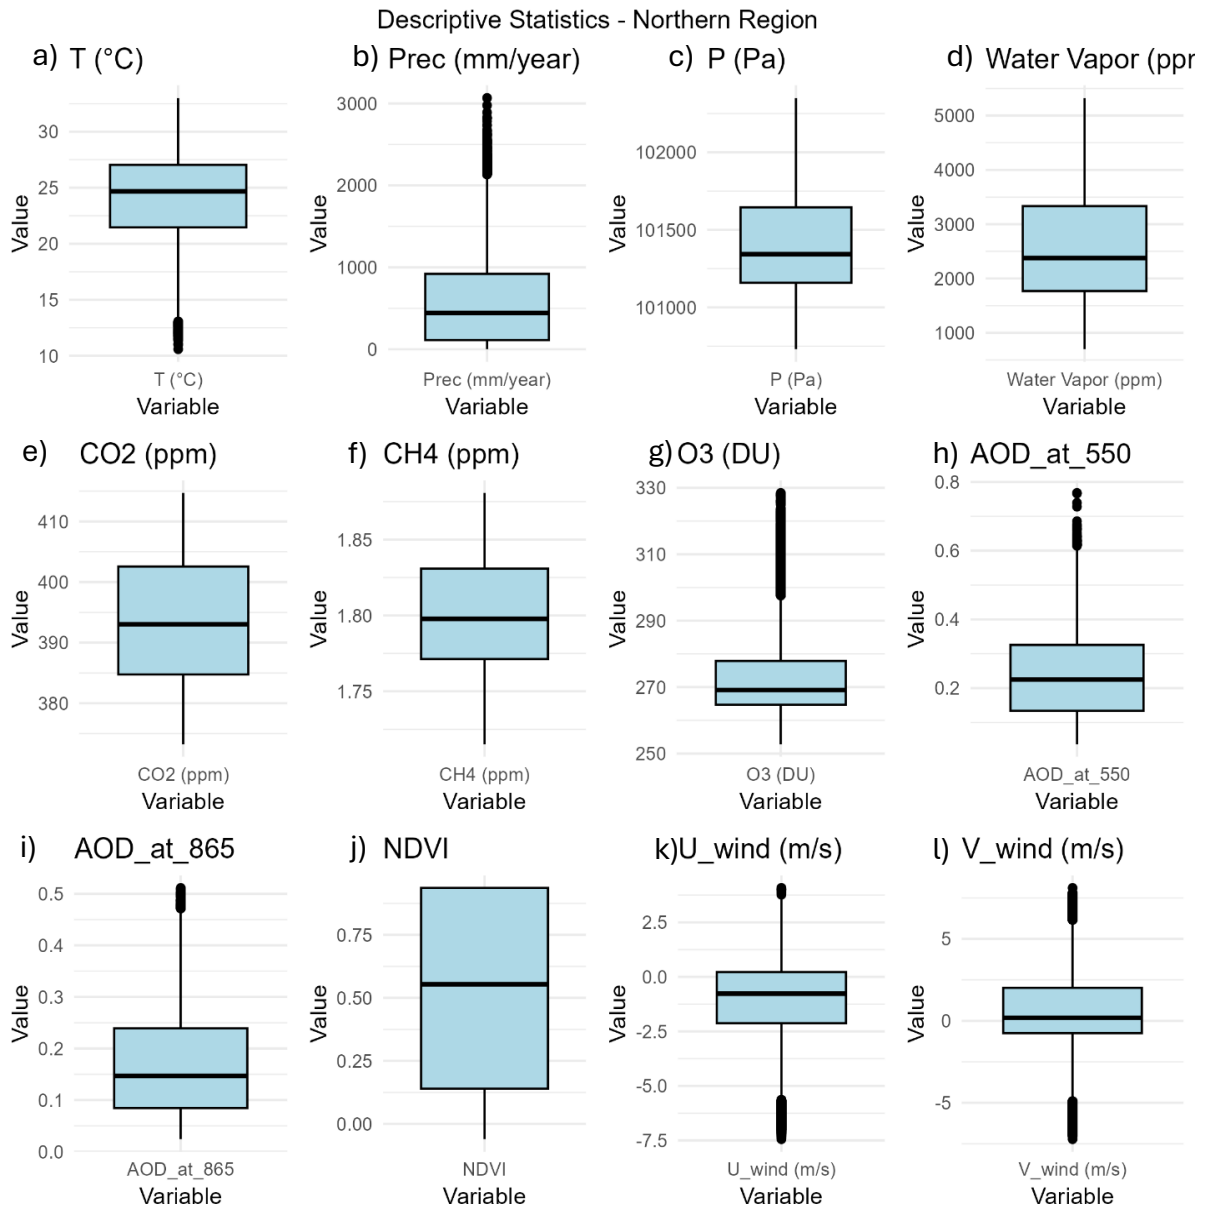 Descriptive Statistics - Northern Region
a) T (°C)
b) Prec (mm/year)
c) P (Pa)
d) Water Vapor (ppr
Value
30
25
20
15
10
T (°C)
Variable
Value
3000
2000
1000
0
Prec (mm/year)
Variable
Value
102000
101500
101000
P (Pa)
Variable
Value
5000
4000
3000
2000
1000
Water Vapor (ppm)
Variable
e) CO2 (ppm)
f) CH4 (ppm)
g) O3 (DU)
h) AOD_at_550
Value
410
400
390
380
CO2 (ppm)
Variable
Value
1.85
1.80
1.75
CH4 (ppm)
Variable
Value
330
310
290
270
250
O3 (DU)
Variable
Value
0.8
0.6
0.4
0.2
AOD_at_550
Variable
i) AOD_at_865
j) NDVI
k) U_wind (m/s)
l) V_wind (m/s)
Value
0.5
0.4
0.3
0.2
0.1
0.0
AOD_at_865
Variable
Value
0.75
0.50
0.25
0.00
NDVI
Variable
Value
2.5
0.0
-2.5
-5.0
-7.5
U_wind (m/s)
Variable
Value
5
0
-5
V_wind (m/s)
Variable